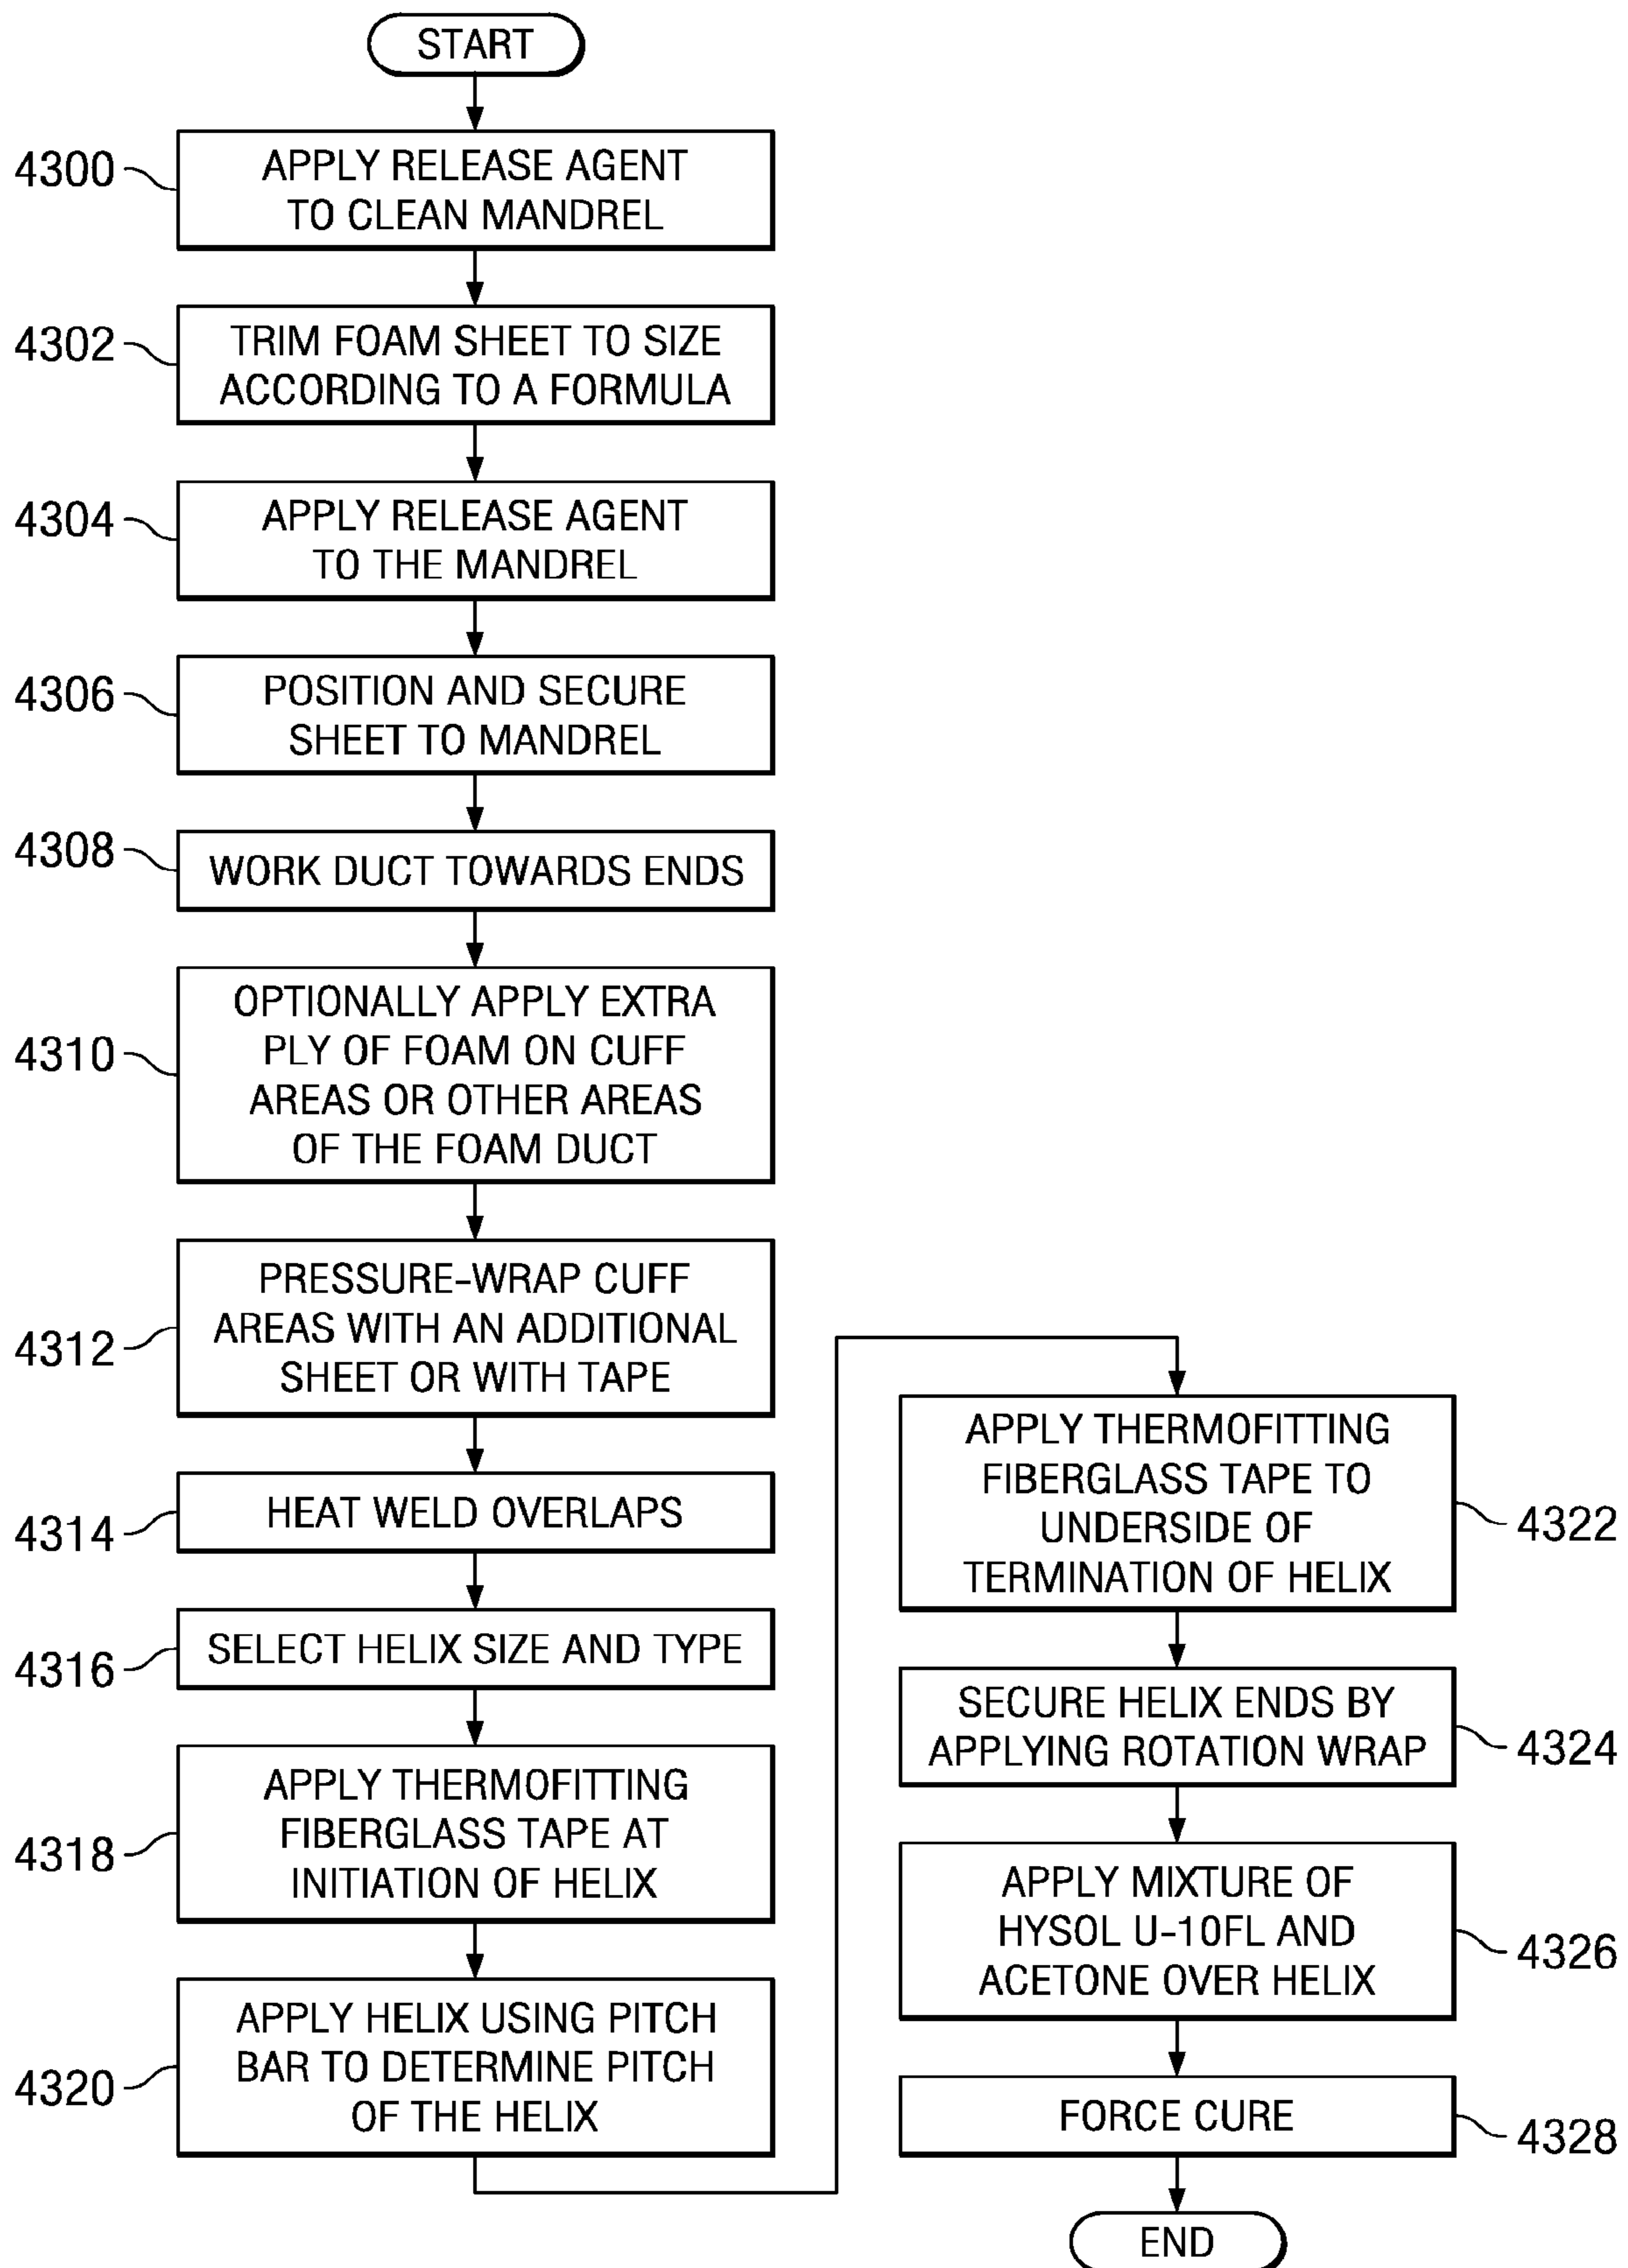 START
4300
APPLY RELEASE AGENT
TO CLEAN MANDREL
4302
TRIM FOAM SHEET TO SIZE
ACCORDING TO A FORMULA
4304
APPLY RELEASE AGENT
TO THE MANDREL
4306
POSITION AND SECURE
SHEET TO MANDREL
4308
WORK DUCT TOWARDS ENDS
4310
OPTIONALLY APPLY EXTRA
PLY OF FOAM ON CUFF
AREAS OR OTHER AREAS
OF THE FOAM DUCT
4312
PRESSURE-WRAP CUFF
AREAS WITH AN ADDITIONAL
SHEET OR WITH TAPE
4314
HEAT WELD OVERLAPS
4316
SELECT HELIX SIZE AND TYPE
4318
APPLY THERMOFITTING
FIBERGLASS TAPE AT
INITIATION OF HELIX
4320
APPLY HELIX USING PITCH
BAR TO DETERMINE PITCH
OF THE HELIX
APPLY THERMOFITTING
FIBERGLASS TAPE TO
UNDERSIDE OF
TERMINATION OF HELIX
4322
SECURE HELIX ENDS BY
APPLYING ROTATION WRAP
4324
APPLY MIXTURE OF
HYSOL U-10FL AND
ACETONE OVER HELIX
4326
FORCE CURE
4328
END